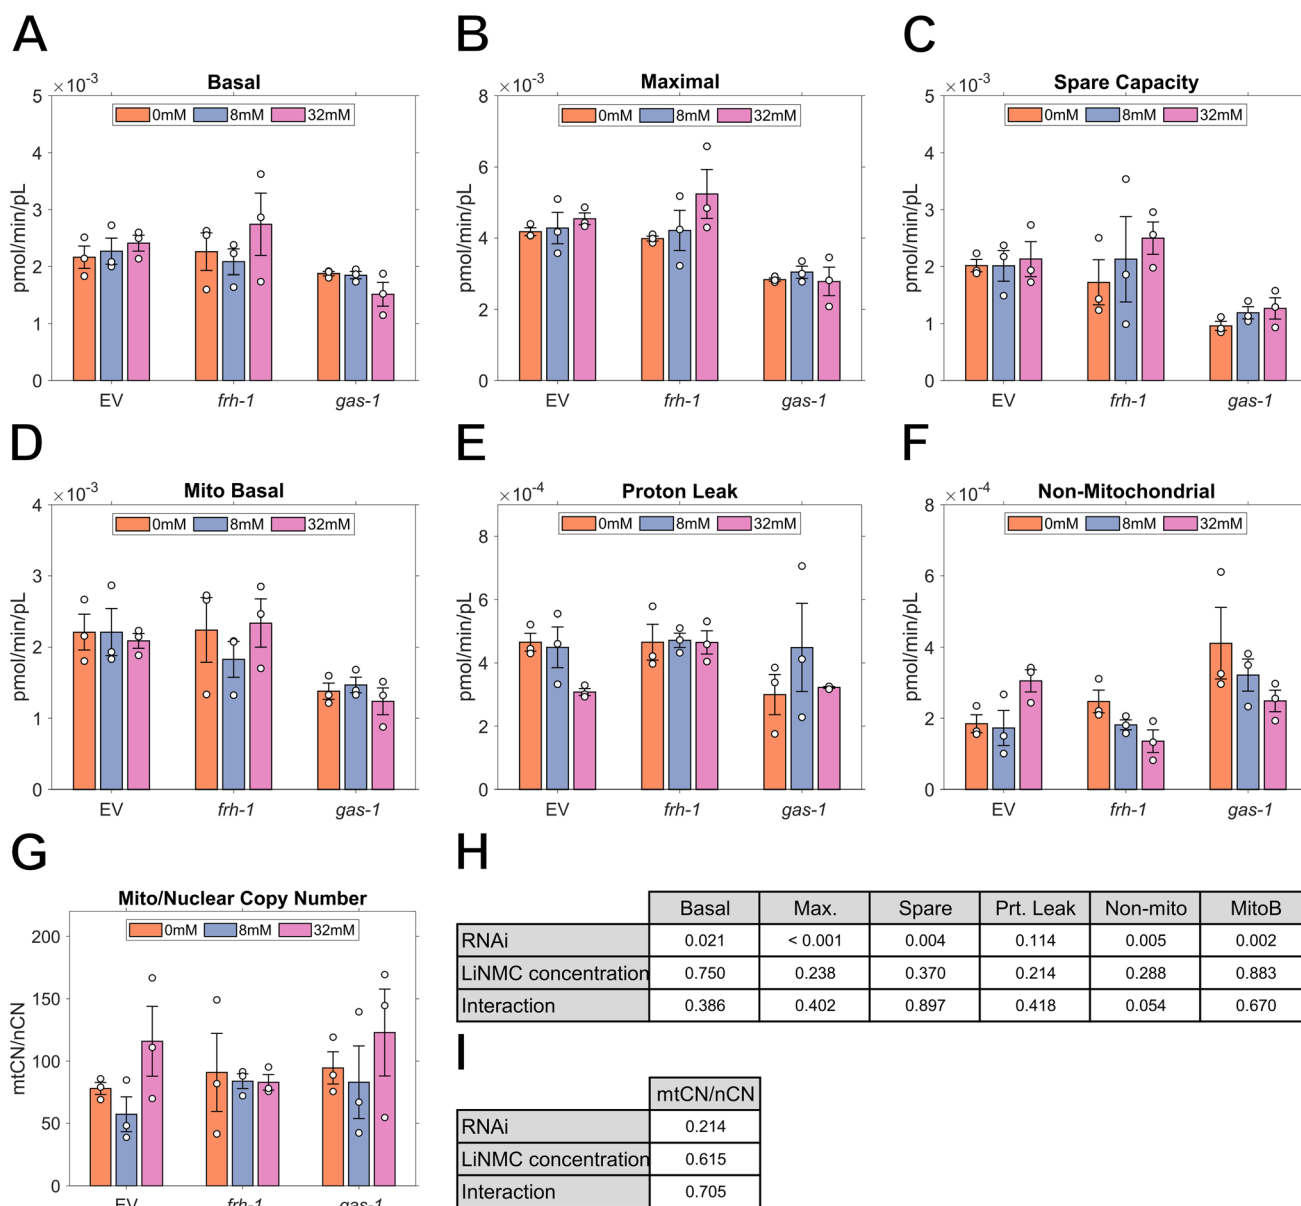 A
Basal
×10⁻³
0mM 8mM 32mM
5
4
3
2
1
0
pmol/min/pL
EV frh-1 gas-1
B
Maximal
×10⁻³
0mM 8mM 32mM
8
6
4
2
0
pmol/min/pL
EV frh-1 gas-1
C
Spare Capacity
×10⁻³
0mM 8mM 32mM
5
4
3
2
1
0
pmol/min/pL
EV frh-1 gas-1
D
Mito Basal
×10⁻³
0mM 8mM 32mM
4
3
2
1
0
pmol/min/pL
EV frh-1 gas-1
E
Proton Leak
×10⁻⁴
0mM 8mM 32mM
8
6
4
2
0
pmol/min/pL
EV frh-1 gas-1
F
Non-Mitochondrial
×10⁻⁴
0mM 8mM 32mM
8
6
4
2
0
pmol/min/pL
EV frh-1 gas-1
G
Mito/Nuclear Copy Number
0mM 8mM 32mM
200
150
100
50
0
mtCN/nCN
EV frh-1 gas-1
H
Basal Max. Spare Prt. Leak Non-mito MitoB
RNAi 0.021 < 0.001 0.004 0.114 0.005 0.002
LiNMC concentration 0.750 0.238 0.370 0.214 0.288 0.883
Interaction 0.386 0.402 0.897 0.418 0.054 0.670
I
mtCN/nCN
RNAi 0.214
LiNMC concentration 0.615
Interaction 0.705